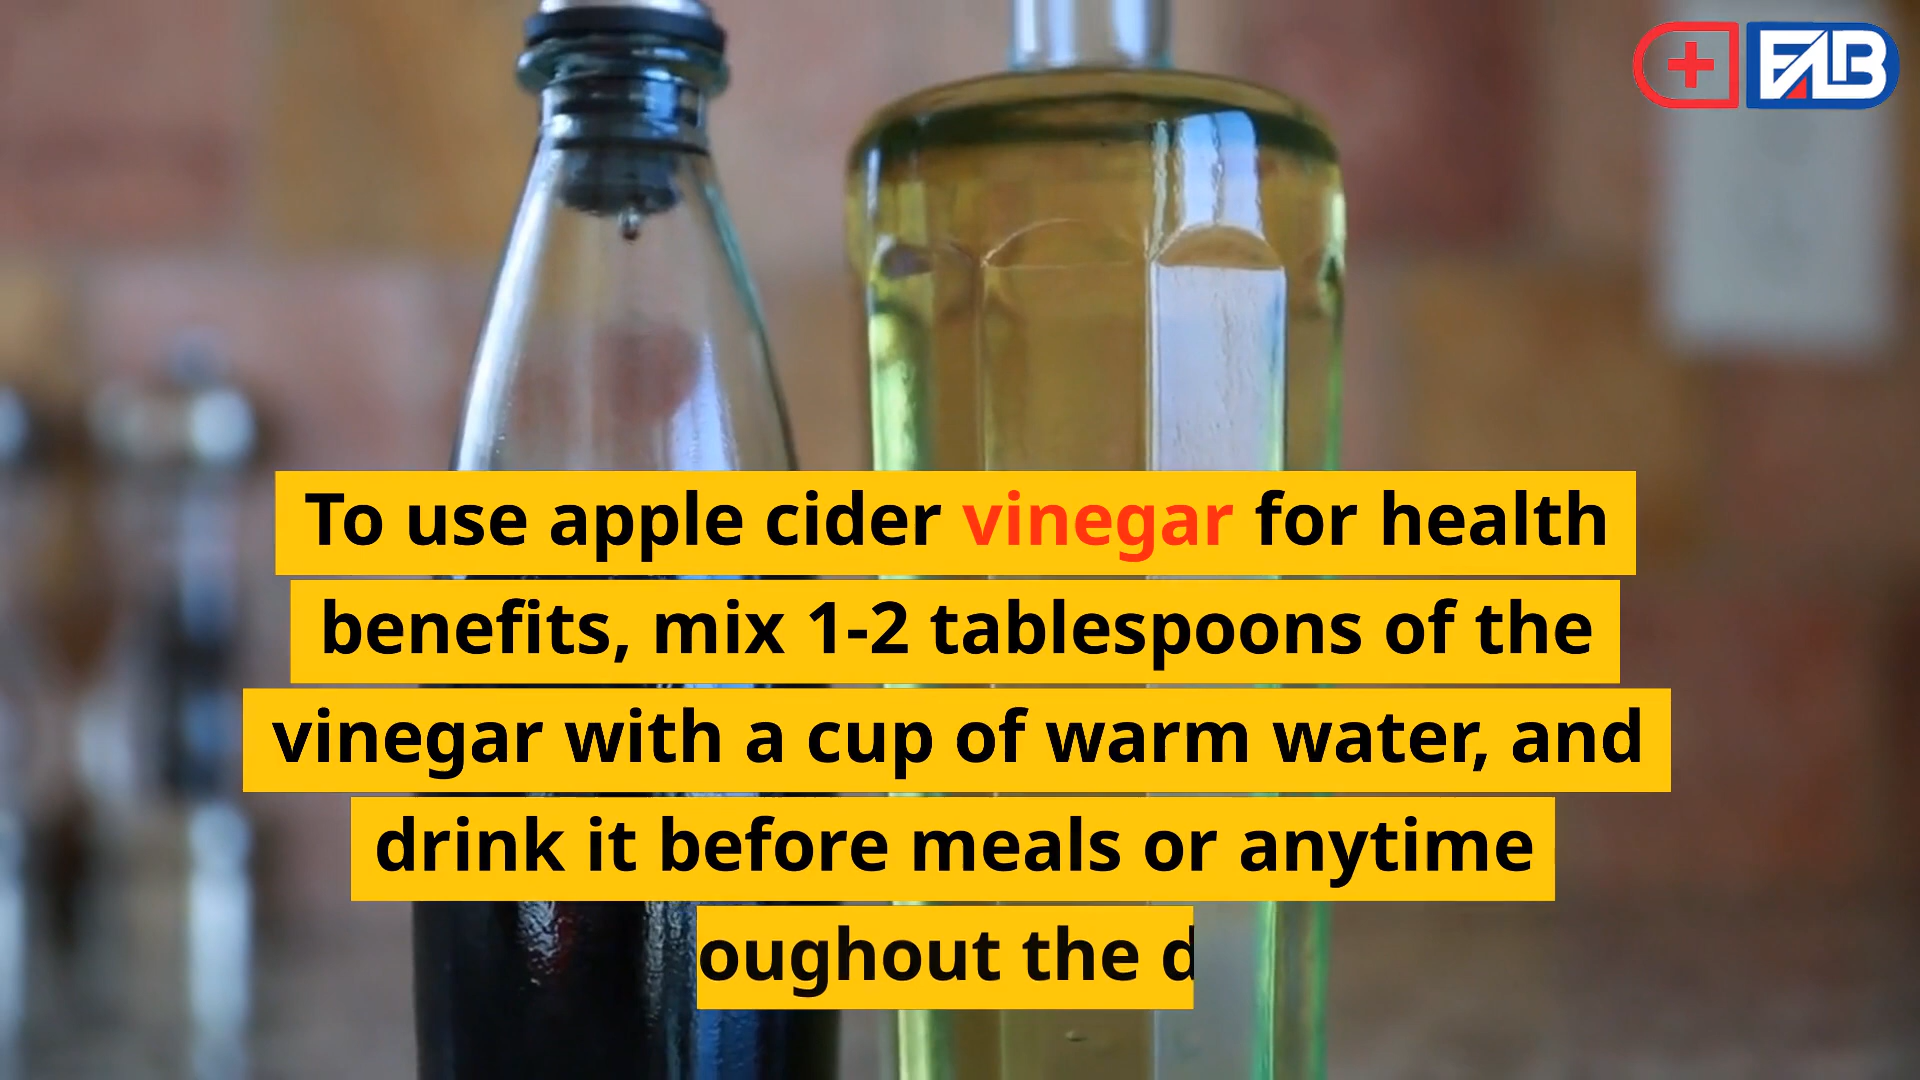 FAB
To use apple cider vinegar for health
benefits, mix 1-2 tablespoons of the
vinegar with a cup of warm water, and
drink it before meals or anytime
oughout the d